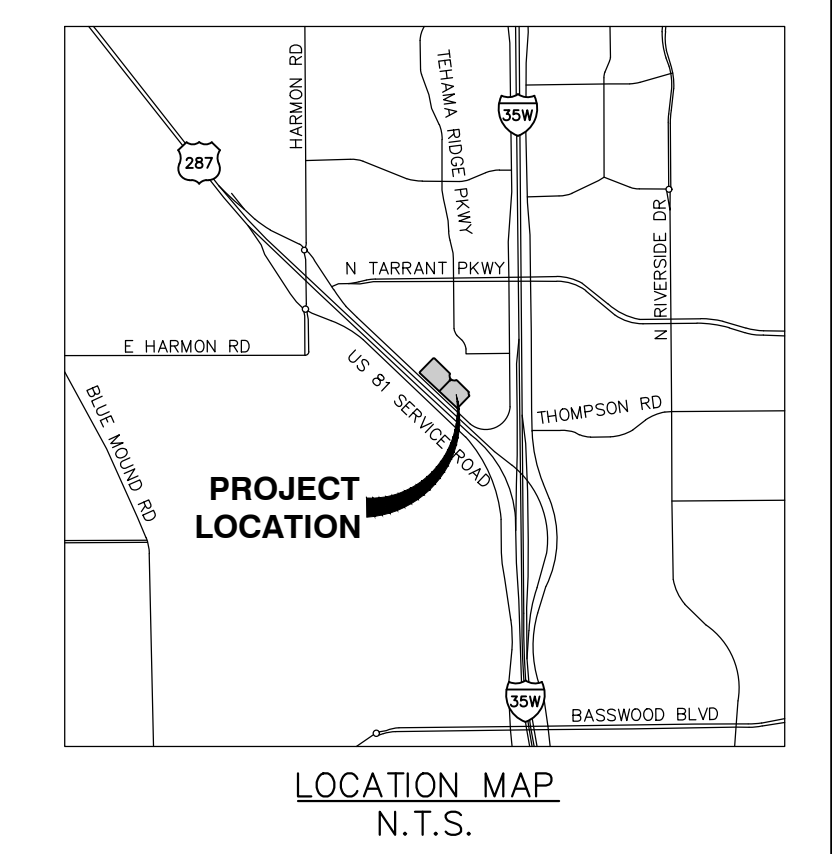 HARMON RD
TEHAMA RIDGE PKWY
35W
287
N RIVERSIDE DR
N TARRANT PKWY
E HARMON RD
US 81 SERVICE ROAD
BLUE MOUND RD
THOMPSON RD
PROJECT
LOCATION
35W
BASSWOOD BLVD
LOCATION MAP
N.T.S.